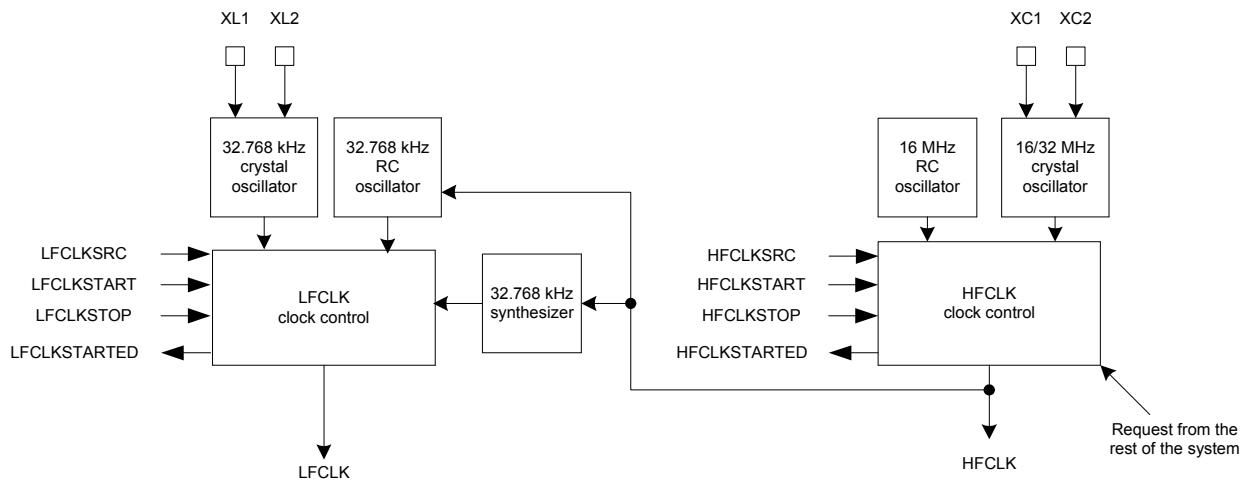 XL1
XL2
XC1
XC2
32.768 kHz
crystal
oscillator
32.768 kHz
RC
oscillator
16 MHz
RC
oscillator
16/32 MHz
crystal
oscillator
LFCLKSRC
LFCLKSTART
LFCLKSTOP
LFCLKSTARTED
LFCLK
clock control
32.768 kHz
synthesizer
HFCLKSRC
HFCLKSTART
HFCLKSTOP
HFCLKSTARTED
HFCLK
clock control
Request from the
rest of the system
LFCLK
HFCLK